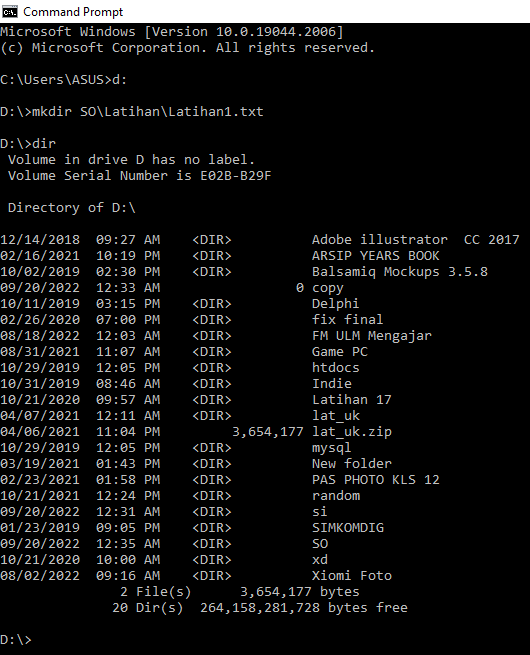 Command Prompt
Microsoft Windows [Version 10.0.19044.2006]
(c) Microsoft Corporation. All rights reserved.
C:\Users\ASUS>d:
D:\>mkdir SO\Latihan\Latihan1.txt
D:\>dir
 Volume in drive D has no label.
 Volume Serial Number is E02B-B29F
 Directory of D:\
12/14/2018  09:27 AM    <DIR>          Adobe illustrator  CC 2017
02/16/2021  10:19 PM    <DIR>          ARSIP YEARS BOOK
10/02/2019  02:30 PM    <DIR>          Balsamiq Mockups 3.5.8
09/20/2022  12:33 AM                 0 copy
10/11/2019  03:15 PM    <DIR>          Delphi
02/26/2020  07:00 PM    <DIR>          fix final
08/18/2022  12:03 AM    <DIR>          FM ULM Mengajar
08/31/2021  11:07 AM    <DIR>          Game PC
10/29/2019  12:05 PM    <DIR>          htdocs
10/31/2019  08:46 AM    <DIR>          Indie
10/21/2020  09:57 AM    <DIR>          Latihan 17
04/07/2021  12:11 AM    <DIR>          lat_uk
04/06/2021  11:04 PM         3,654,177 lat_uk.zip
10/29/2019  12:05 PM    <DIR>          mysql
03/19/2021  01:43 PM    <DIR>          New folder
02/23/2021  01:58 PM    <DIR>          PAS PHOTO KLS 12
10/21/2021  12:24 PM    <DIR>          random
09/20/2022  12:31 AM    <DIR>          si
01/23/2019  09:05 PM    <DIR>          SIMKOMDIG
09/20/2022  12:35 AM    <DIR>          SO
10/21/2020  10:00 AM    <DIR>          xd
08/02/2022  09:16 AM    <DIR>          Xiomi Foto
               2 File(s)      3,654,177 bytes
              20 Dir(s)  264,158,281,728 bytes free
D:\>